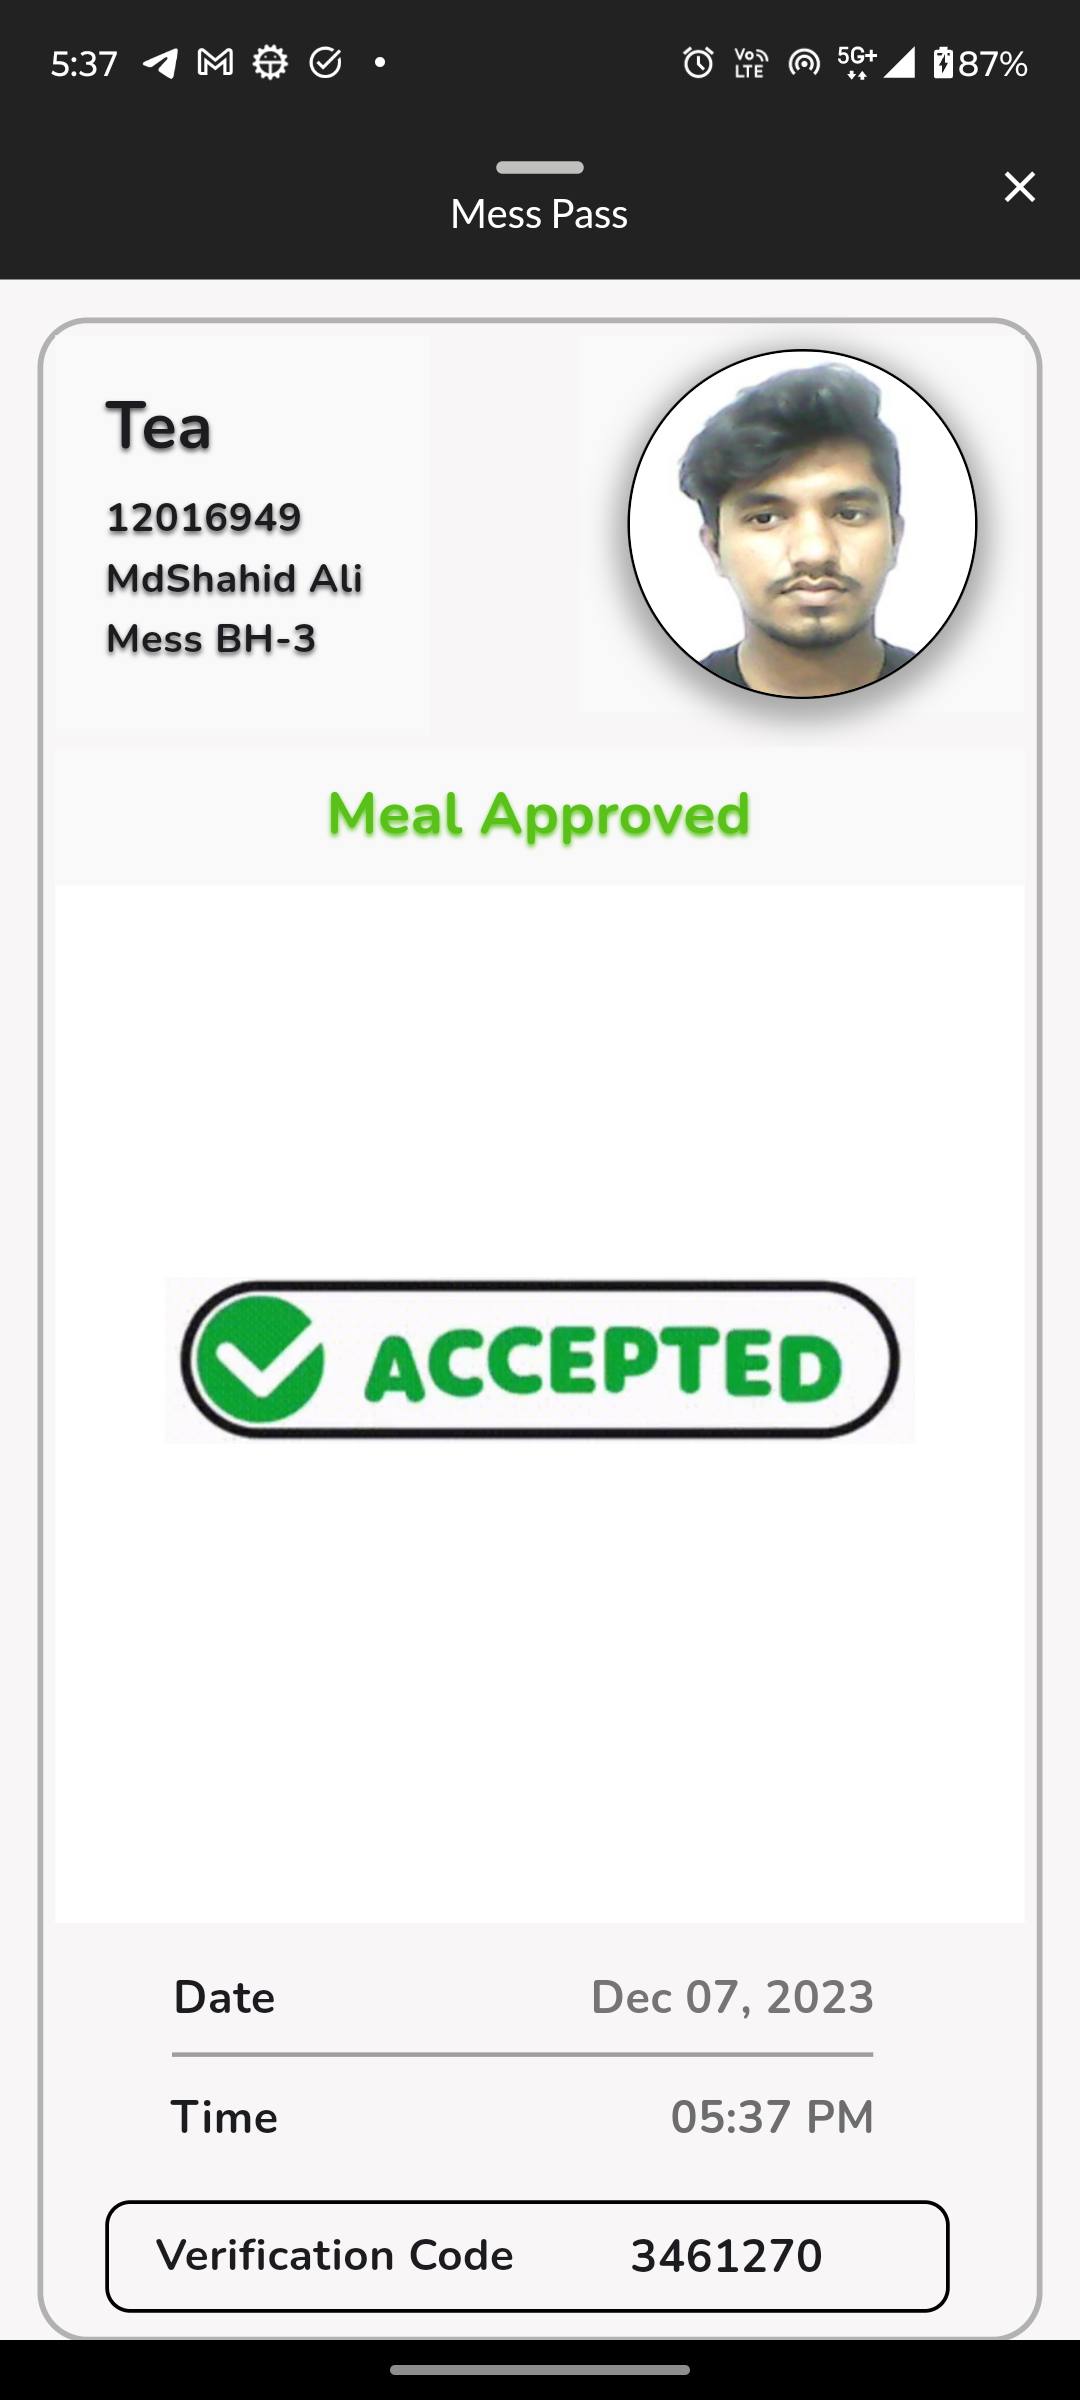 5:37 Vo LTE 5G+ 87%
Mess Pass
Tea
12016949
MdShahid Ali
Mess BH-3
Meal Approved
ACCEPTED
Date Dec 07, 2023
Time 05:37 PM
Verification Code 3461270